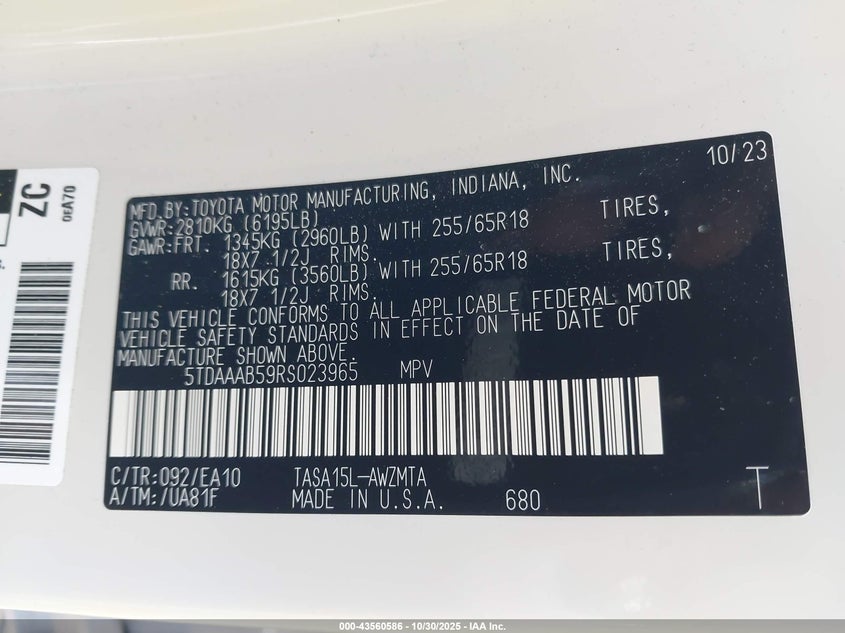 ZC
0EA70
10/23
MFD.BY:TOYOTA MOTOR MANUFACTURING, INDIANA, INC.
GVWR:2810KG (6195LB)
GAWR:FRT. 1345KG (2960LB) WITH 255/65R18 TIRES,
18X7 1/2J RIMS.
RR. 1615KG (3560LB) WITH 255/65R18 TIRES,
18X7 1/2J RIMS.
THIS VEHICLE CONFORMS TO ALL APPLICABLE FEDERAL MOTOR
VEHICLE SAFETY STANDARDS IN EFFECT ON THE DATE OF
MANUFACTURE SHOWN ABOVE.
5TDAAAB59RS023965 MPV
C/TR:092/EA10 TASA15L-AWZMTA
A/TM:/UA81F MADE IN U.S.A. 680 T
000-43560586 - 10/30/2025 - IAA Inc.